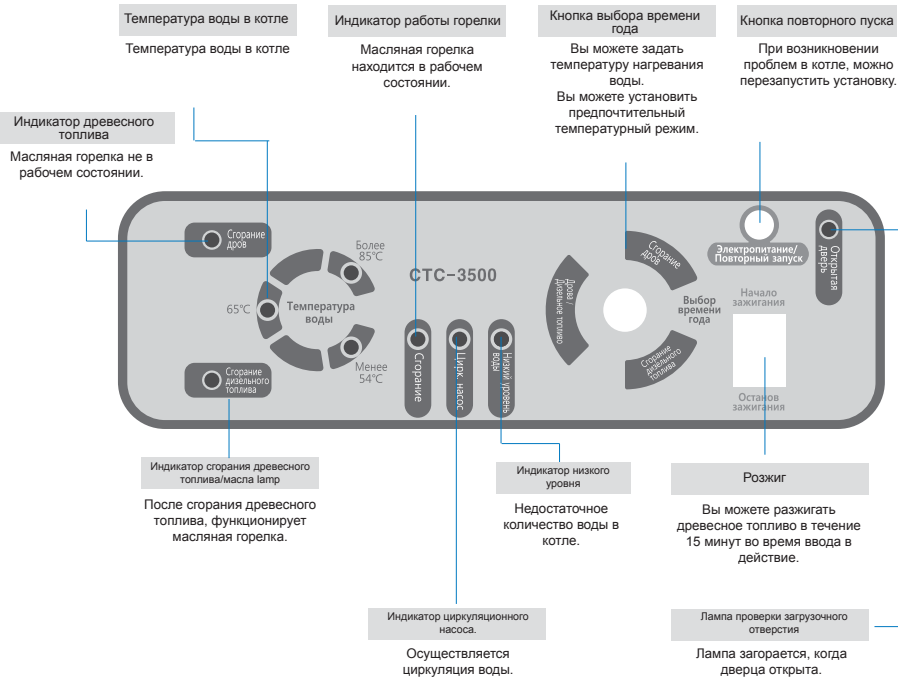 Температура воды в котле
Температура воды в котле
Индикатор работы горелки
Масляная горелка
находится в рабочем
состоянии.
Кнопка выбора времени
года
Вы можете задать
температуру нагревания
воды.
Вы можете установить
предпочтительный
температурный режим.
Кнопка повторного пуска
При возникновении
проблем в котле, можно
перезапустить установку.
Индикатор древесного
топлива
Масляная горелка не в
рабочем состоянии.
Сгорание
дров
Более
85℃
65℃
Температура
воды
Менее
54℃
Сгорание
дизельного
топлива
CTC-3500
Сгорание
Цирк. насос
Низкий уровень
воды
Дрова /
Дизельное топливо
Сгорание
дров
Выбор
времени
года
Сгорание
дизельного
топлива
Электропитание/
Повторный запуск
Открытая
дверь
Начало
зажигания
Останов
зажигания
Индикатор сгорания древесного
топлива/масла lamp
После сгорания древесного
топлива, функционирует
масляная горелка.
Индикатор низкого
уровня
Недостаточное
количество воды в
котле.
Розжиг
Вы можете разжигать
древесное топливо в течение
15 минут во время ввода в
действие.
Индикатор циркуляционного
насоса.
Осуществляется
циркуляция воды.
Лампа проверки загрузочного
отверстия
Лампа загорается, когда
дверца открыта.